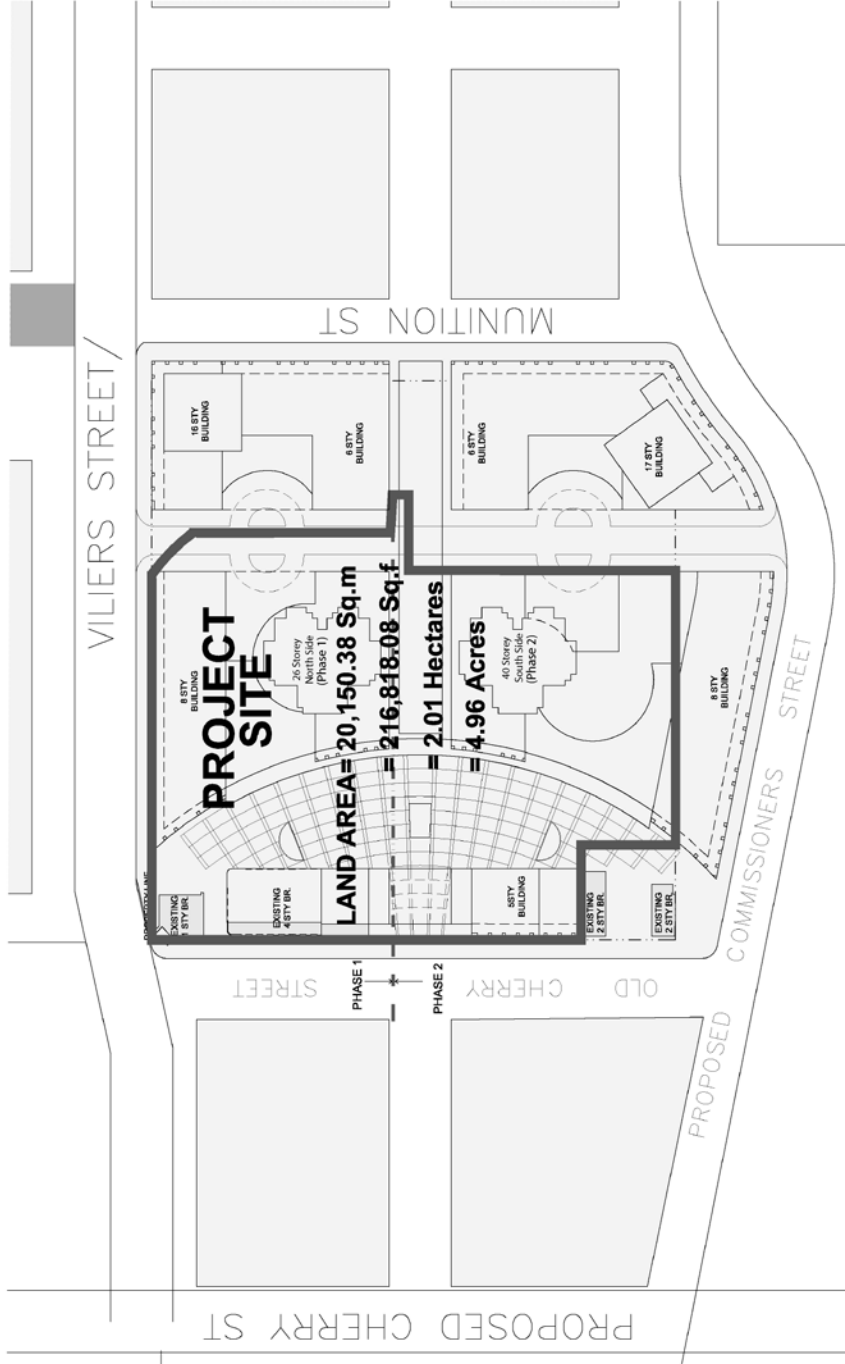 VILIERS STREET/
MUNITION ST
16 STY
BUILDING
6 STY
BUILDING
6 STY
BUILDING
17 STY
BUILDING
PROJECT
SITE
8 STY
BUILDING
26 Storey
North Side
(Phase 1)
40 Storey
South Side
(Phase 2)
8 STY
BUILDING
LAND AREA= 20,150.38 Sq.m
= 216,818.08 Sq.f
= 2.01 Hectares
= 4.96 Acres
PROPERTY LINE
EXISTING
1 STY BR.
EXISTING
4 STY BR.
5STY
BUILDING
EXISTING
2 STY BR.
EXISTING
2 STY BR.
PHASE 1
PHASE 2
OLD CHERRY STREET
PROPOSED COMMISSIONERS STREET
PROPOSED CHERRY ST